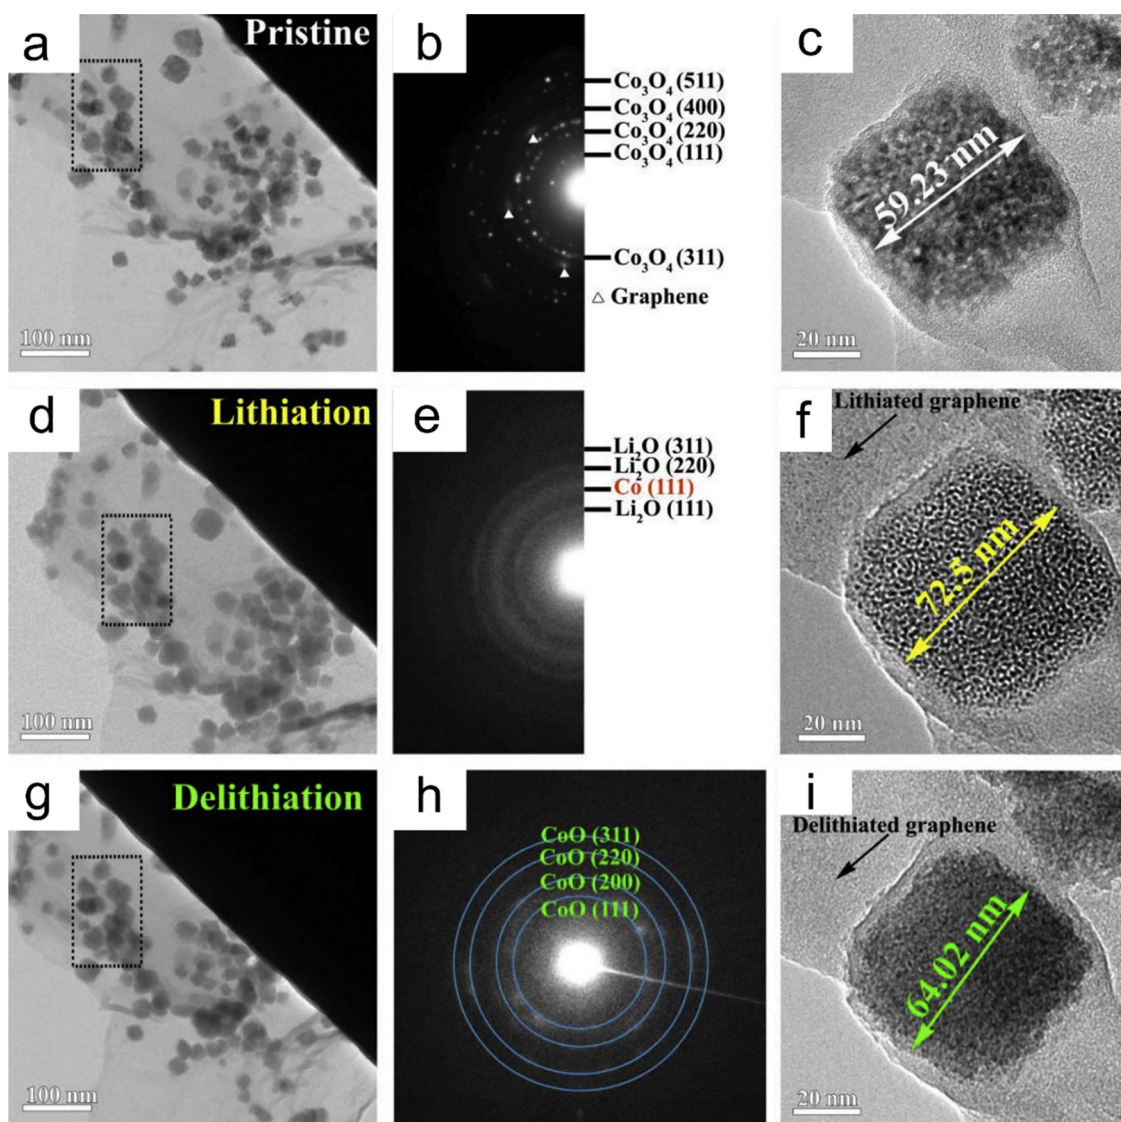 a
Pristine
100 nm
b
Co₃O₄ (511)
Co₃O₄ (400)
Co₃O₄ (220)
Co₃O₄ (111)
Co₃O₄ (311)
△ Graphene
c
59.23 nm
20 nm
d
Lithiation
100 nm
e
Li₂O (311)
Li₂O (220)
Co (111)
Li₂O (111)
f
Lithiated graphene
72.5 nm
20 nm
g
Delithiation
100 nm
h
CoO (311)
CoO (220)
CoO (200)
CoO (111)
i
Delithiated graphene
64.02 nm
20 nm